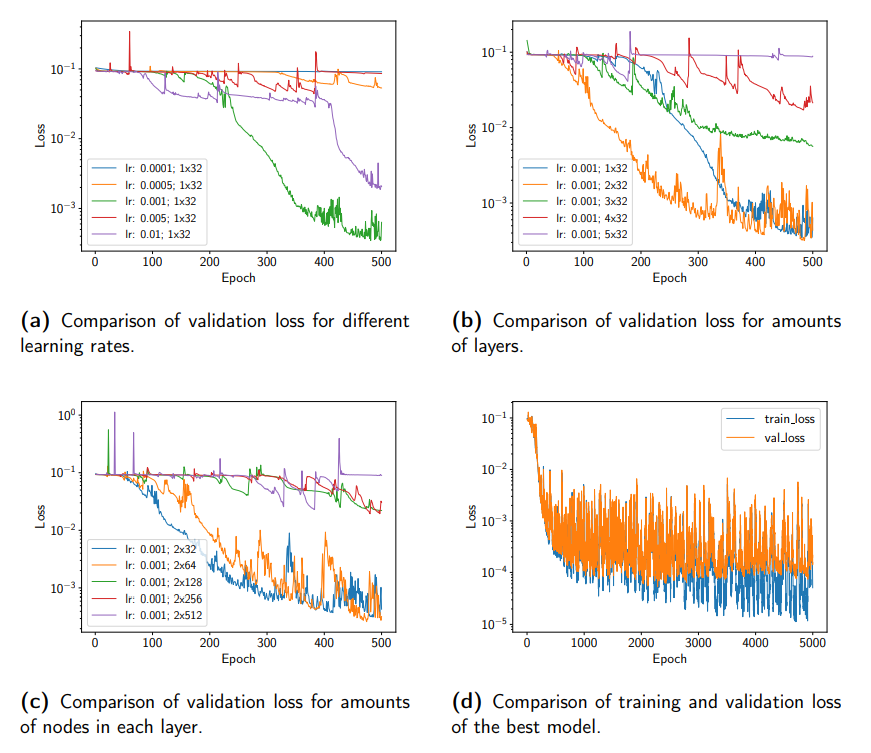 10⁻¹
10⁻²
10⁻³
Loss
lr: 0.0001; 1x32
lr: 0.0005; 1x32
lr: 0.001; 1x32
lr: 0.005; 1x32
lr: 0.01; 1x32
0 100 200 300 400 500
Epoch
(a) Comparison of validation loss for different
learning rates.
10⁻¹
10⁻²
10⁻³
Loss
lr: 0.001; 1x32
lr: 0.001; 2x32
lr: 0.001; 3x32
lr: 0.001; 4x32
lr: 0.001; 5x32
0 100 200 300 400 500
Epoch
(b) Comparison of validation loss for amounts
of layers.
10⁰
10⁻¹
10⁻²
10⁻³
Loss
lr: 0.001; 2x32
lr: 0.001; 2x64
lr: 0.001; 2x128
lr: 0.001; 2x256
lr: 0.001; 2x512
0 100 200 300 400 500
Epoch
(c) Comparison of validation loss for amounts
of nodes in each layer.
10⁻¹
10⁻²
10⁻³
10⁻⁴
10⁻⁵
Loss
train_loss
val_loss
0 1000 2000 3000 4000 5000
Epoch
(d) Comparison of training and validation loss
of the best model.